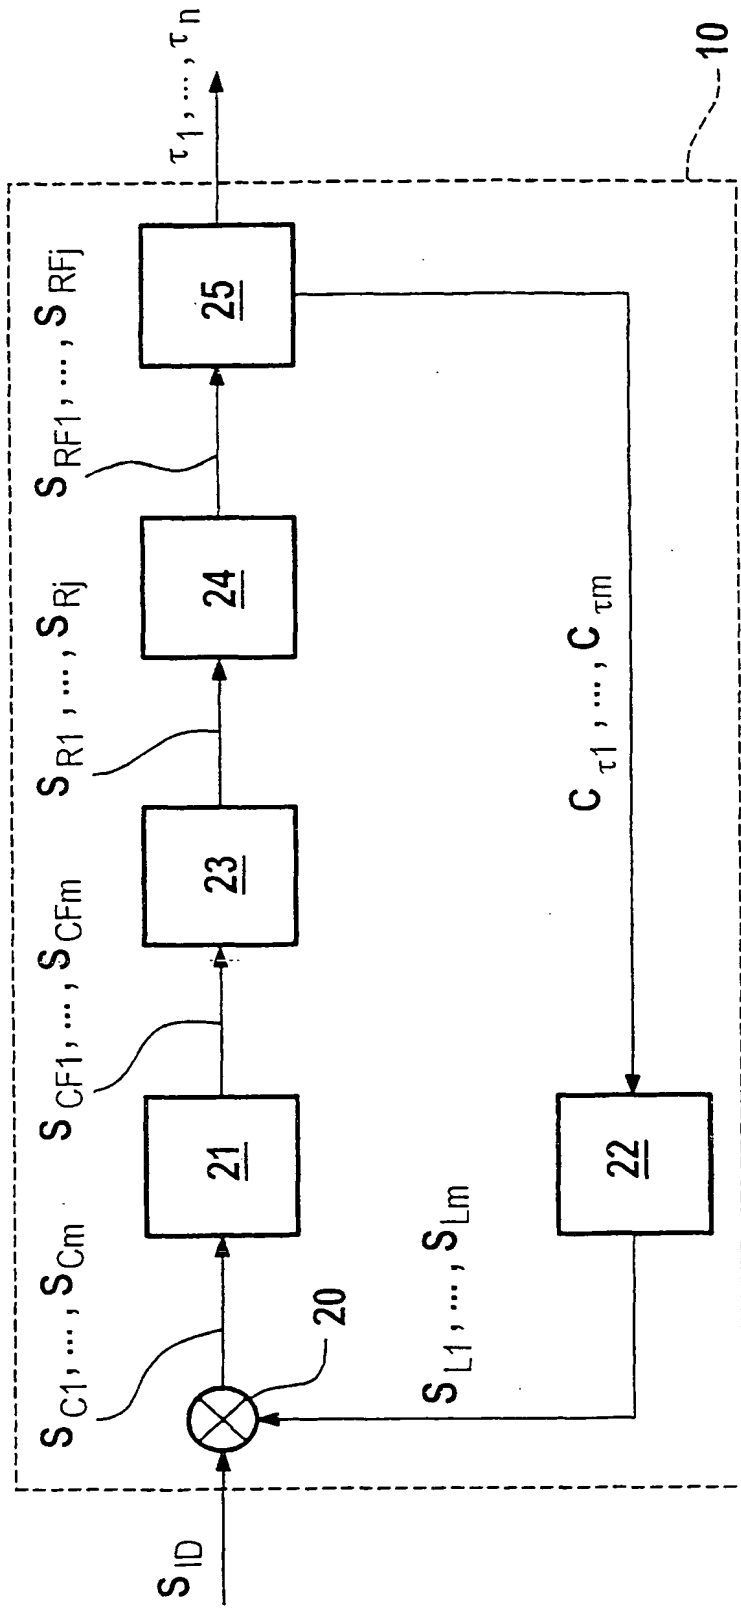 S_ID
S_C1, ..., S_Cm
20
21
S_CF1, ..., S_CFm
23
S_R1, ..., S_Rj
24
S_RF1, ..., S_RFj
25
τ_1, ..., τ_n
S_L1, ..., S_Lm
22
C_τ1, ..., C_τm
10